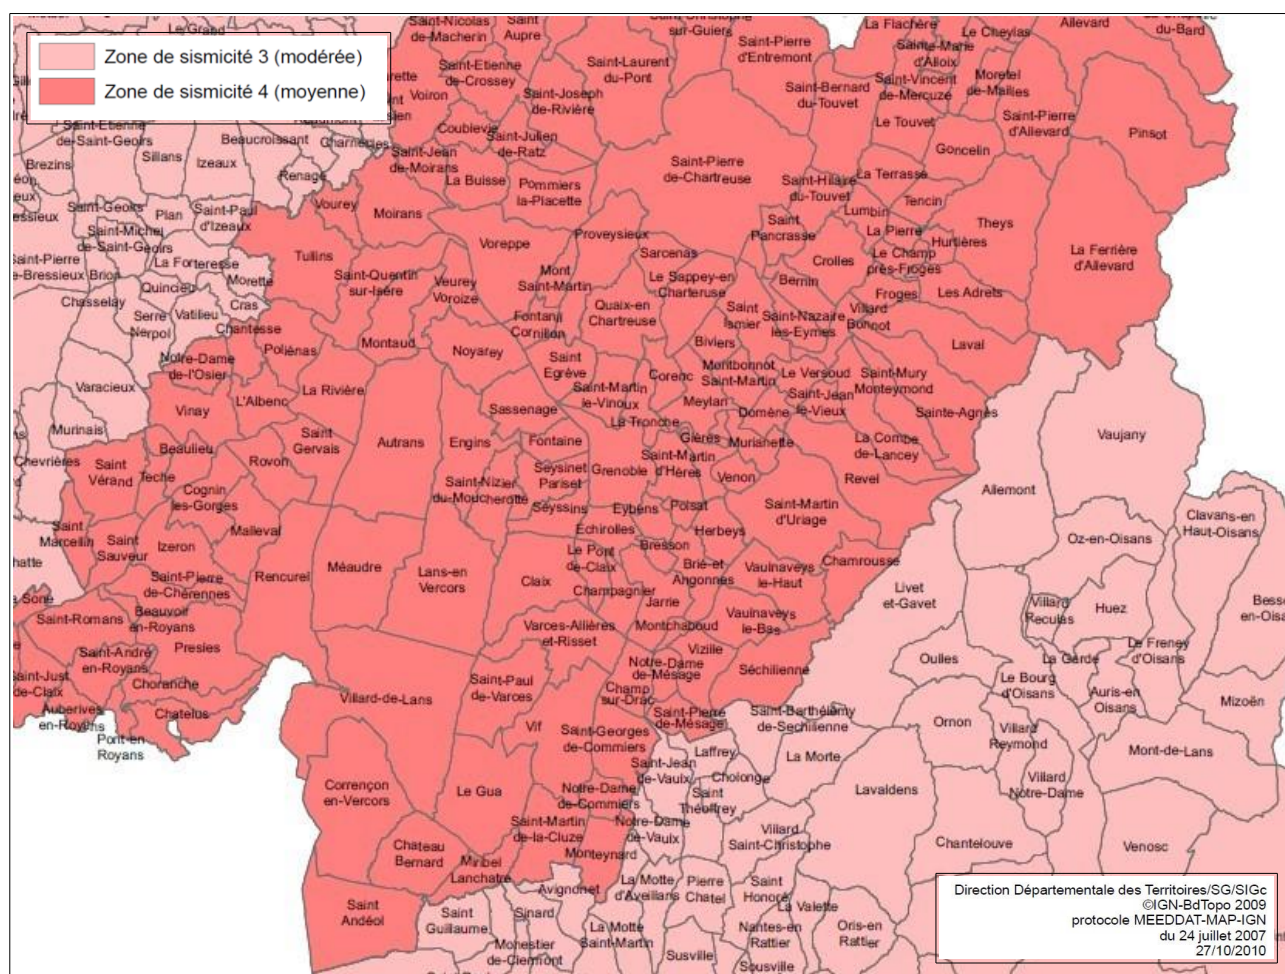 Zone de sismicité 3 (modérée)
Zone de sismicité 4 (moyenne)
Le Grand
Saint-Nicolas
de-Macherin
Saint
Aupre
sur-Guiers
Saint-Pierre
d'Entremont
La Flachère
Le Cheylas
Allevard
du-Bard
Saint-Etienne
de-Crossey
Saint-Laurent
du-Pont
Sainte-Marie
d'Alloix
Voiron
Saint-Joseph
de-Rivière
Saint-Bernard
du-Touvet
Saint-Vincent
de-Mercuze
Moretel
de-Mailles
Saint-Etienne
de-Saint-Geoirs
Beaucroissant
Charnècles
Coublevie
Saint-Julien
de-Ratz
Le Touvet
Saint-Pierre
d'Allevard
Pinsot
Brezins
Sillans
Izeaux
Renage
Saint-Jean
de-Moirans
La Buisse
Pommiers
la-Placette
Saint-Pierre
de-Chartreuse
Goncelin
Saint-Hilaire
du-Touvet
La Terrasse
Saint-Geoirs
Plan
Saint-Paul
d'Izeaux
Vourey
Moirans
Tencin
Lumbin
Theys
Saint-Michel
de-Saint-Geoirs
Voreppe
Proveysieux
Saint
Pancrasse
La Pierre
Hurtières
La Ferrière
d'Allevard
Saint-Pierre
e-Bressieux
Brion
La Forteresse
Tullins
Sarcenas
Crolles
Le Champ
près-Froges
Quincieu
Morette
Saint-Quentin
sur-Isère
Veurey
Voroize
Mont
Saint-Martin
Le Sappey-en
Charteruse
Bernin
Froges
Les Adrets
Chasselay
Cras
Serre
Nerpol
Vatilieu
Chantesse
Fontanil
Cornillon
Quaix-en
Chartreuse
Saint
Ismier
Saint-Nazaire
les-Eymes
Villard
Bonnot
Laval
Notre-Dame
de-l'Osier
Poliénas
Montaud
Noyarey
Biviers
Saint
Egrève
Corenc
Montbonnot
Saint-Martin
Le Versoud
Saint-Mury
Monteymond
Varacieux
La Rivière
Saint-Martin
le-Vinoux
Meylan
Saint-Jean
le-Vieux
Domène
Sainte-Agnès
Vinay
L'Albenc
Sassenage
La Tronche
Murinais
Saint
Gervais
Autrans
Engins
Fontaine
Gières
Murianette
La Combe
de-Lancey
Vaujany
Chevrières
Beaulieu
Rovon
Saint
Vérand
Teche
Seysinet
Pariset
Grenoble
Saint-Martin
d'Hères
Venon
Revel
Allemont
Cognin
les-Gorges
Saint-Nizier
du-Moucherotte
Seyssins
Eybens
Poisat
Saint-Martin
d'Uriage
Clavans-en
Haut-Oisans
Malleval
Saint
Marcellin
Echirolles
Herbeys
Oz-en-Oisans
Saint
Sauveur
Izeron
Le Pont
de-Claix
Bresson
Brié-et
Angonnes
Vaulnaveys
le-Haut
Chamrousse
Saint-Pierre
de-Chérennes
Rencurel
Méaudre
Lans-en
Vercors
Claix
Champagnier
Jarrie
Livet
et-Gavet
Villard
Reculas
Huez
Saint-Romans
Beauvoir
en-Royans
Varces-Allières
et-Risset
Montchaboud
Vaulnaveys
le-Bas
Presles
Vizille
Le Freney
d'Oisans
La Garde
Saint-André
en-Royans
Notre-Dame
de-Mésage
Séchilienne
Oulles
Le Bourg
d'Oisans
Saint-Just
de-Claix
Choranche
Villard-de-Lans
Saint-Paul
de-Varces
Champ
sur-Drac
Auris-en
Oisans
Mizoën
Auberives
en-Royans
Chatelus
Saint-Pierre
de-Mésage
Saint-Barthélemy
de-Sechilienne
Pont-en
Royans
Vif
Saint-Georges
de-Commiers
Ornon
Villard
Reymond
Mont-de-Lans
Laffrey
La Morte
Saint-Jean
de-Vaulx
Cholonge
Corrençon
en-Vercors
Le Gua
Notre-Dame
de-Commiers
Saint
Théoffrey
Lavaldens
Villard
Notre-Dame
Saint-Martin
de-la-Cluze
Notre-Dame
de-Vaulx
Villard
Saint-Christophe
Chantelouve
Venosc
Chateau
Bernard
Miribel
Lanchatre
Monteynard
Avignonet
La Motte
d'Aveillans
Pierre
Chatel
Saint
Honoré
Saint
Andéol
Saint
Guillaume
Sinard
La Valette
La Motte
Saint-Martin
Nantes-en
Rattier
Oris-en
Rattier
Monestier
de-Clermont
Susville
Sousville
Direction Départementale des Territoires/SG/SIGc
©IGN-BdTopo 2009
protocole MEEDDAT-MAP-IGN
du 24 juillet 2007
27/10/2010